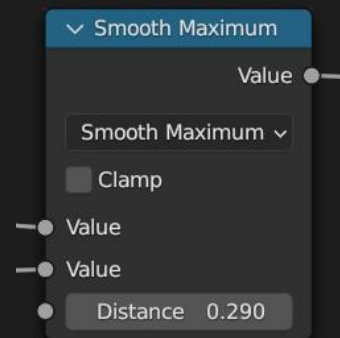 Smooth Maximum
Value
Smooth Maximum
Clamp
Value
Value
Distance 0.290